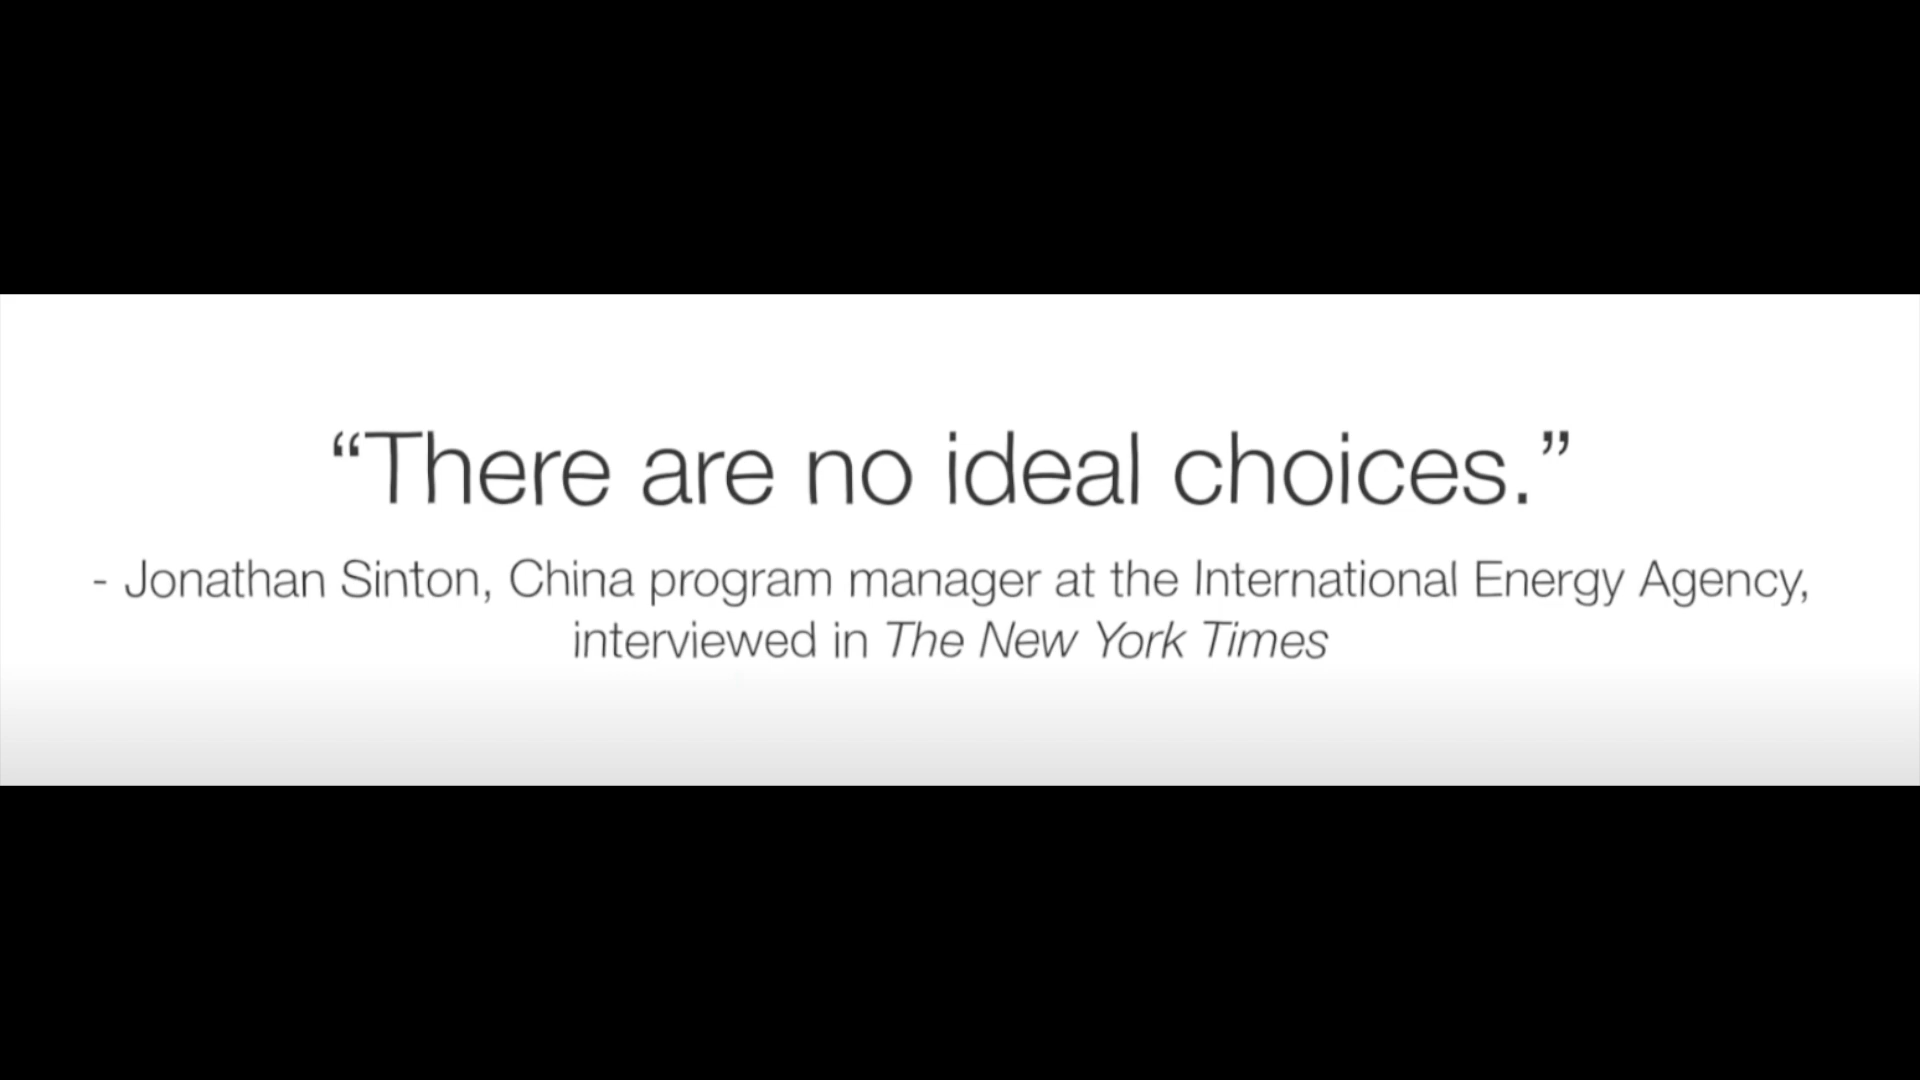 “There are no ideal choices.”
- Jonathan Sinton, China program manager at the International Energy Agency,
interviewed in The New York Times